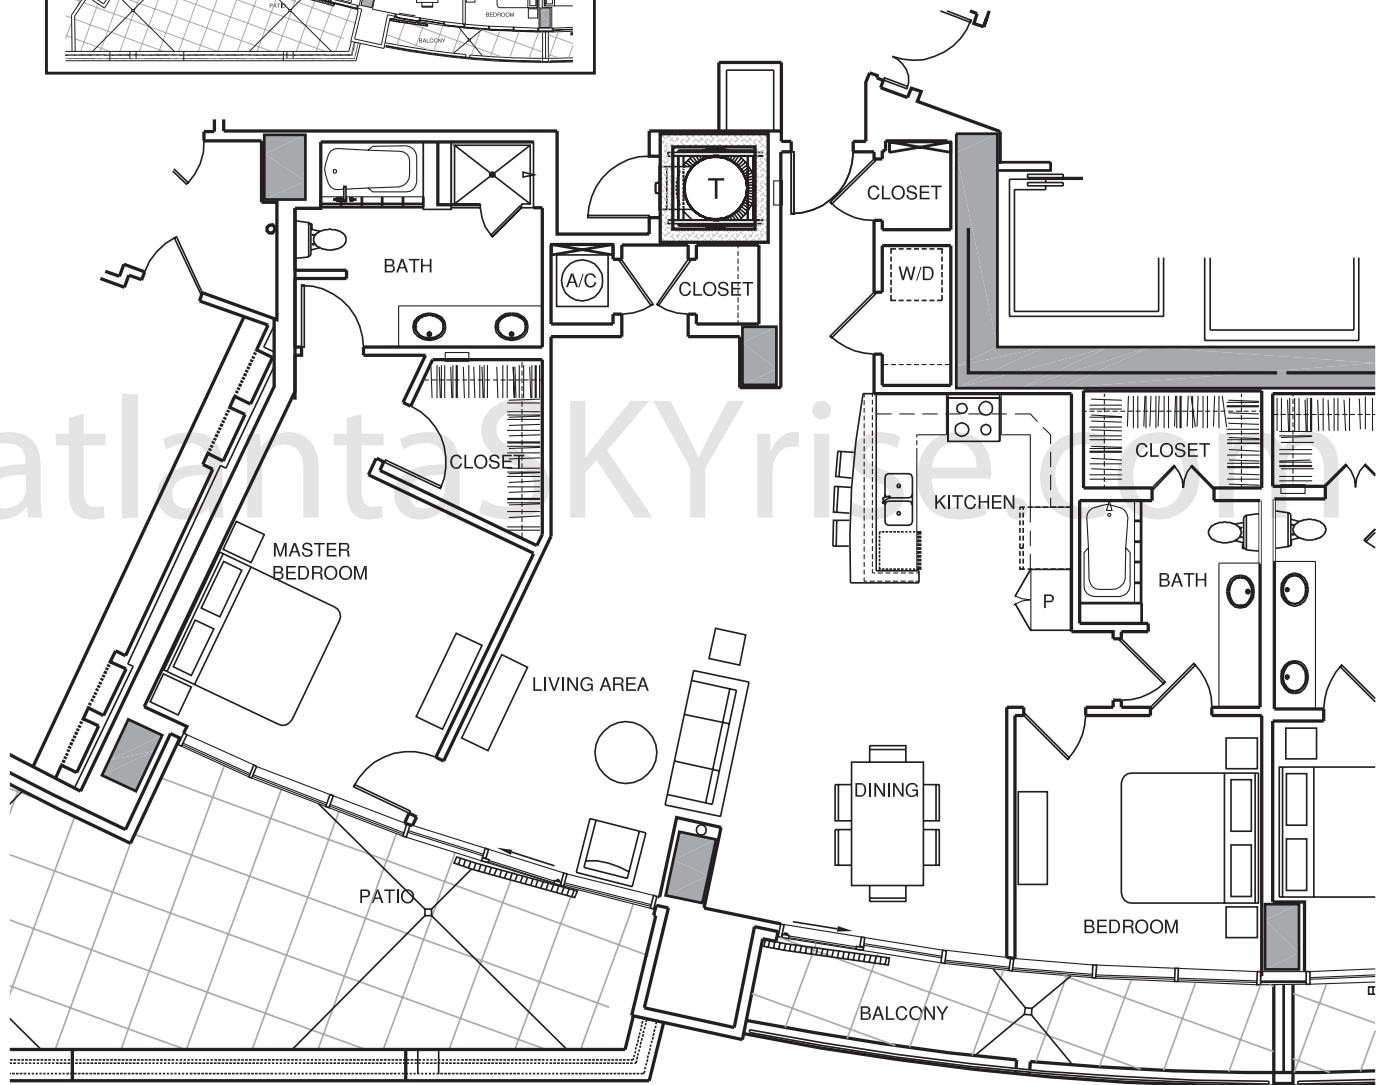 PATIO
BEDROOM
BALCONY
T
CLOSET
BATH
A/C
CLOSET
W/D
atlantaSKYrise.com
CLOSET
CLOSET
KITCHEN
MASTER
BEDROOM
BATH
P
LIVING AREA
DINING
PATIO
BEDROOM
BALCONY